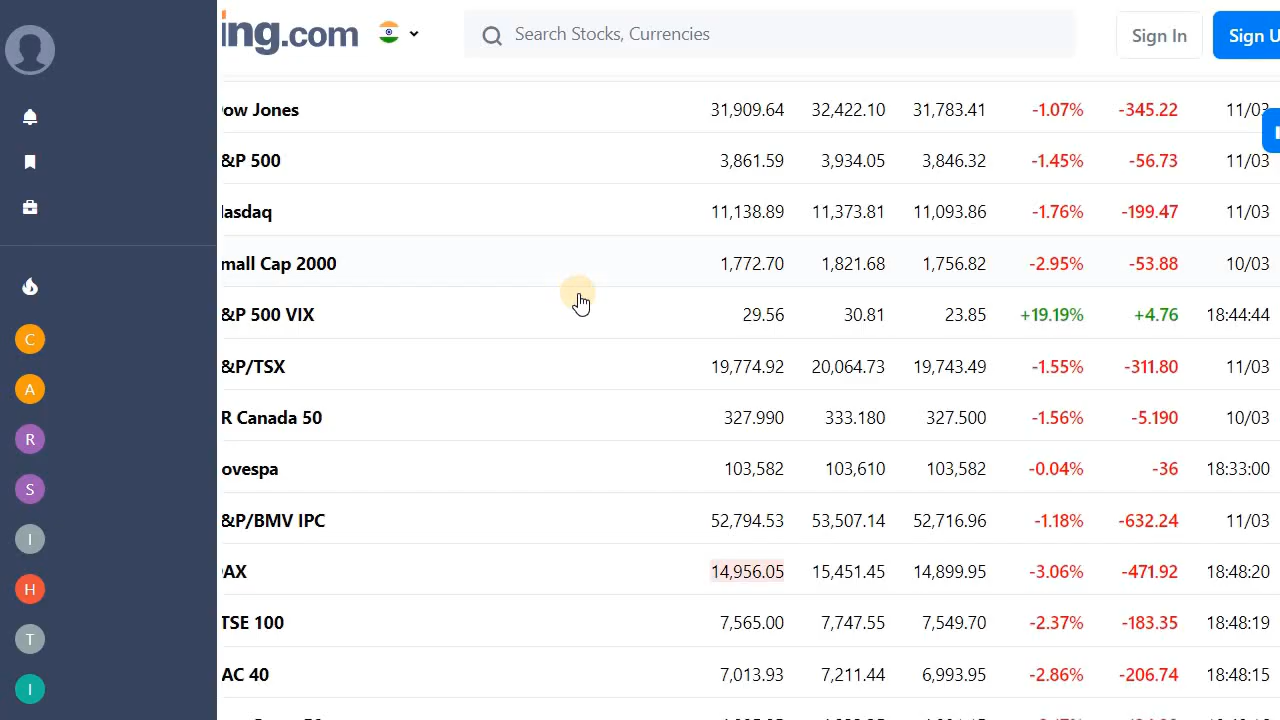 ing.com
Search Stocks, Currencies
Sign In
Sign U
ow Jones 31,909.64 32,422.10 31,783.41 -1.07% -345.22 11/03
&P 500 3,861.59 3,934.05 3,846.32 -1.45% -56.73 11/03
asdaq 11,138.89 11,373.81 11,093.86 -1.76% -199.47 11/03
mall Cap 2000 1,772.70 1,821.68 1,756.82 -2.95% -53.88 10/03
&P 500 VIX 29.56 30.81 23.85 +19.19% +4.76 18:44:44
C
&P/TSX 19,774.92 20,064.73 19,743.49 -1.55% -311.80 11/03
A
R Canada 50 327.990 333.180 327.500 -1.56% -5.190 10/03
R
ovespa 103,582 103,610 103,582 -0.04% -36 18:33:00
S
&P/BMV IPC 52,794.53 53,507.14 52,716.96 -1.18% -632.24 11/03
I
AX 14,956.05 15,451.45 14,899.95 -3.06% -471.92 18:48:20
H
TSE 100 7,565.00 7,747.55 7,549.70 -2.37% -183.35 18:48:19
T
AC 40 7,013.93 7,211.44 6,993.95 -2.86% -206.74 18:48:15
I